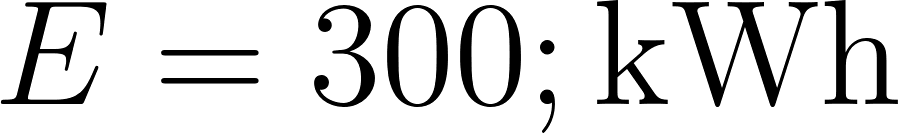 E = 300; kWh